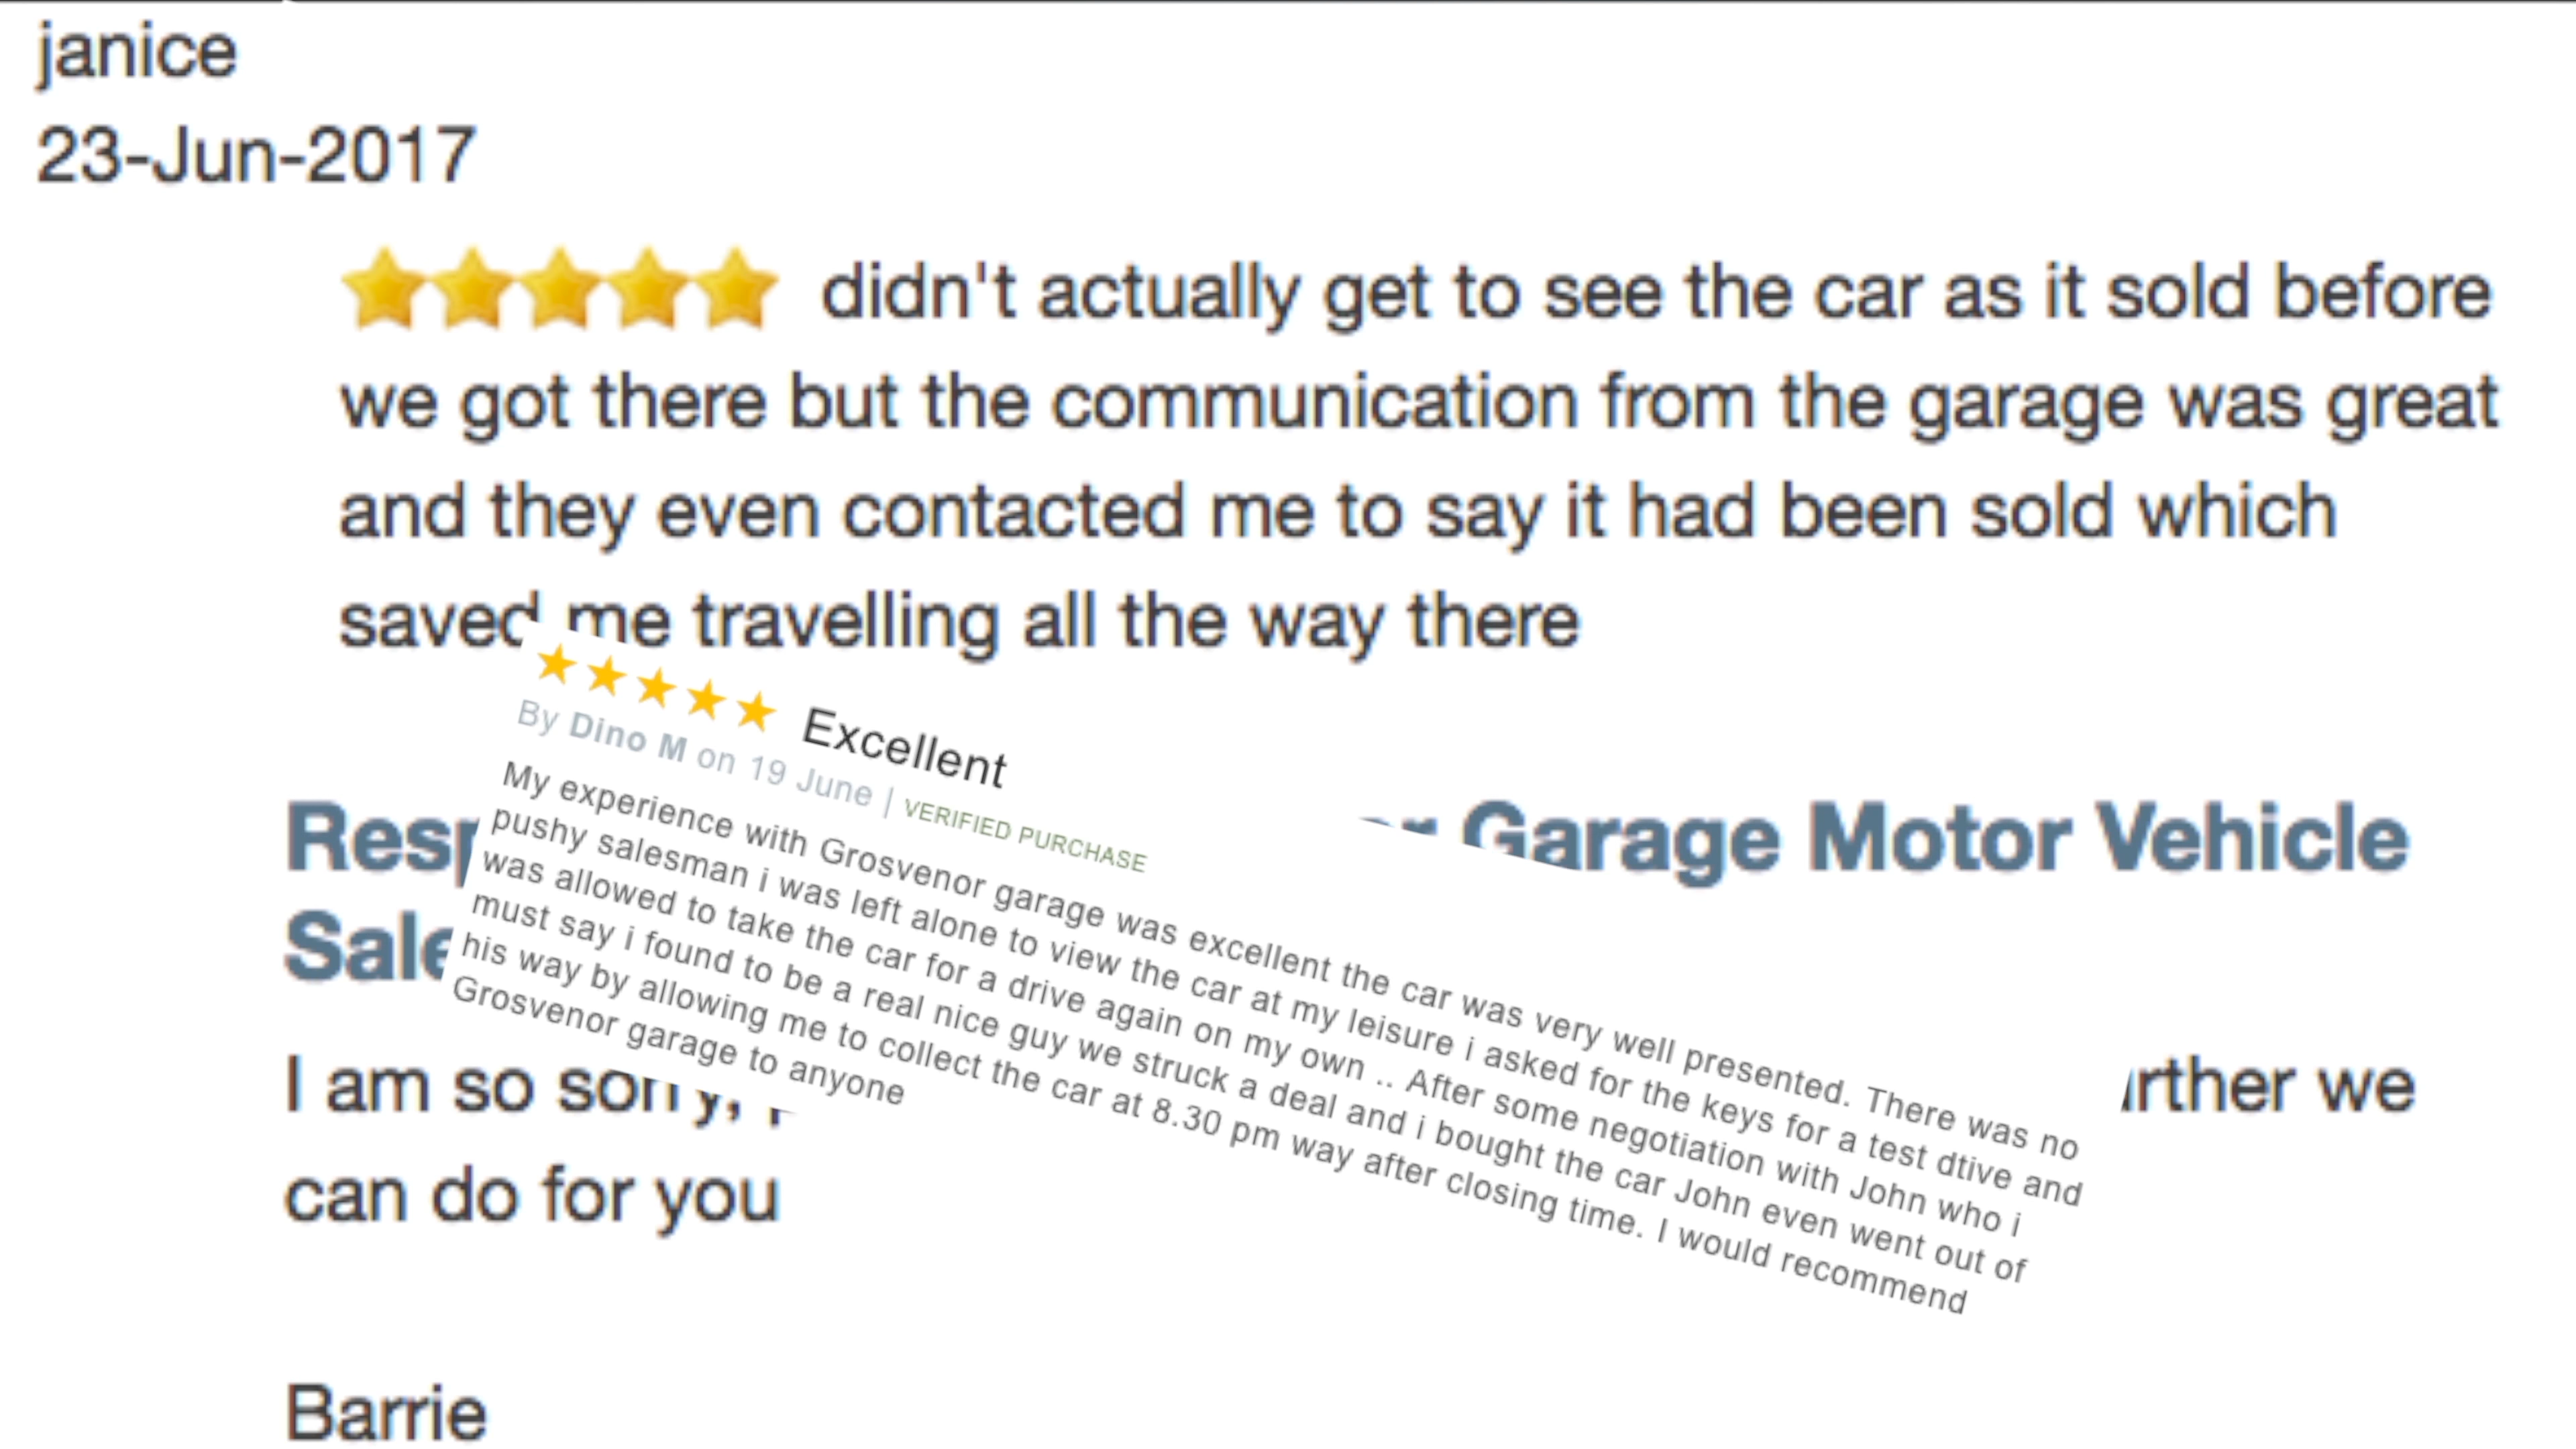 janice
23-Jun-2017
didn't actually get to see the car as it sold before
we got there but the communication from the garage was great
and they even contacted me to say it had been sold which
saved me travelling all the way there
Excellent
By Dino M on 19 June | VERIFIED PURCHASE
My experience with Grosvenor garage was excellent the car was very well presented. There was no
pushy salesman i was left alone to view the car at my leisure i asked for the keys for a test dtive and
was allowed to take the car for a drive again on my own .. After some negotiation with John who i
must say i found to be a real nice guy we struck a deal and i bought the car John even went out of
his way by allowing me to collect the car at 8.30 pm way after closing time. I would recommend
Grosvenor garage to anyone
Garage Motor Vehicle
I am so sorry, we
can do for you
Barrie